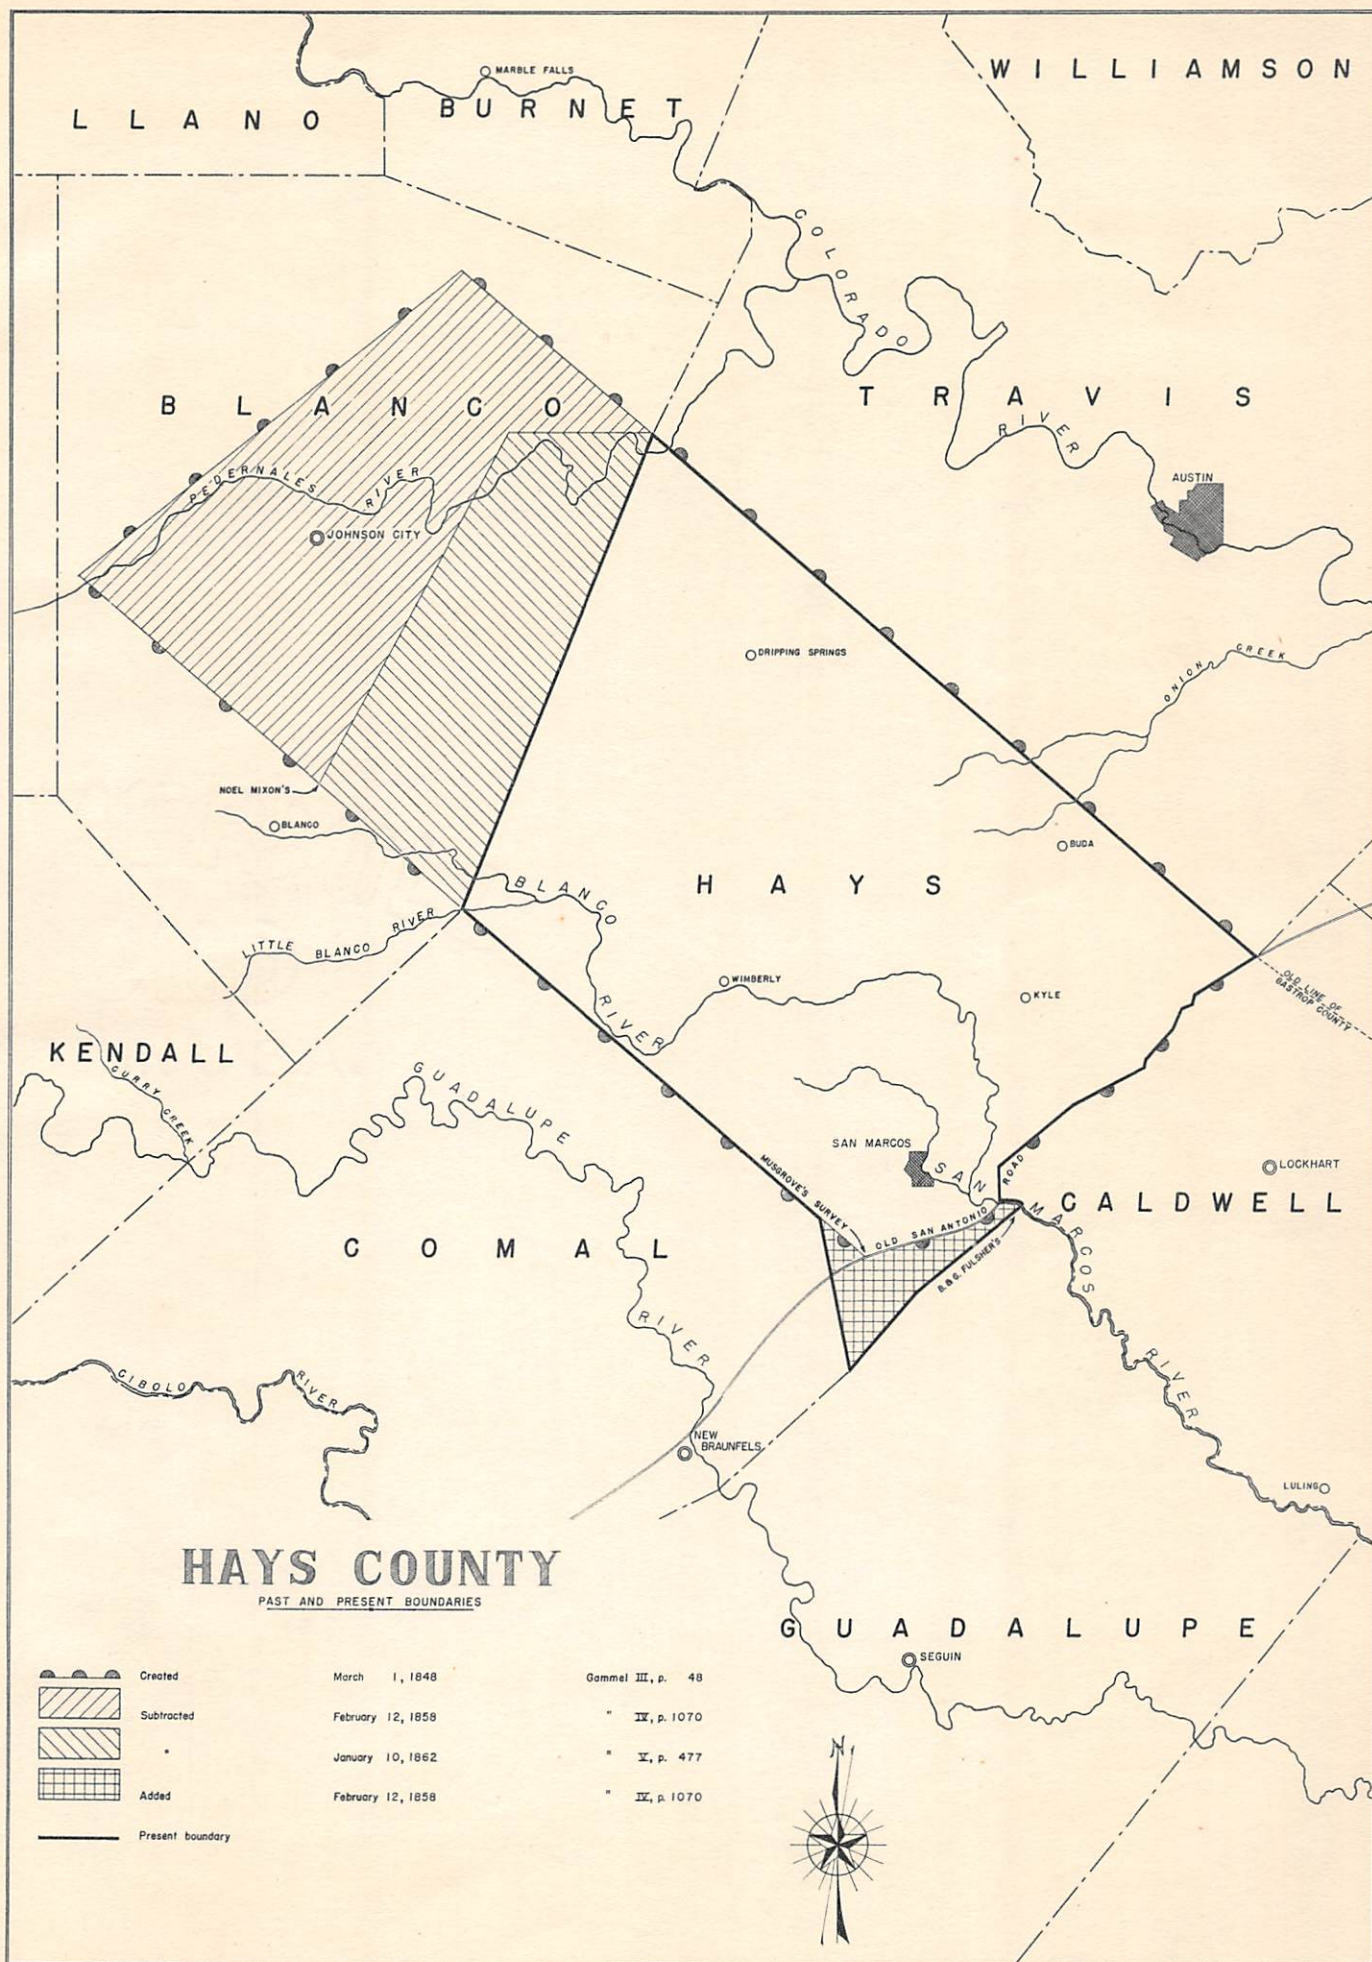 WILLIAMSON
MARBLE FALLS
LLANO
BURNET
COLORADO
RIVER
BLANCO
TRAVIS
PEDERNALES
RIVER
AUSTIN
JOHNSON CITY
DRIPPING SPRINGS
ONION CREEK
NOEL MIXON'S
BLANCO
BUDA
HAYS
BLANCO
RIVER
LITTLE BLANCO RIVER
WIMBERLY
KYLE
OLD LINE OF
BASTROP COUNTY
KENDALL
CURRY CREEK
GUADALUPE
RIVER
SAN MARCOS
MUSGROVE'S SURVEY
OLD SAN ANTONIO
ROAD
LOCKHART
SAN MARCOS
RIVER
CALDWELL
COMAL
B. & G. FULSHER'S
CIBOLO
RIVER
NEW
BRAUNFELS
LULING
HAYS COUNTY
PAST AND PRESENT BOUNDARIES
GUADALUPE
SEGUIN
Created March 1, 1848 Gammel III, p. 48
Subtracted February 12, 1858 " IV, p. 1070
" January 10, 1862 " V, p. 477
Added February 12, 1858 " IV, p. 1070
Present boundary
N